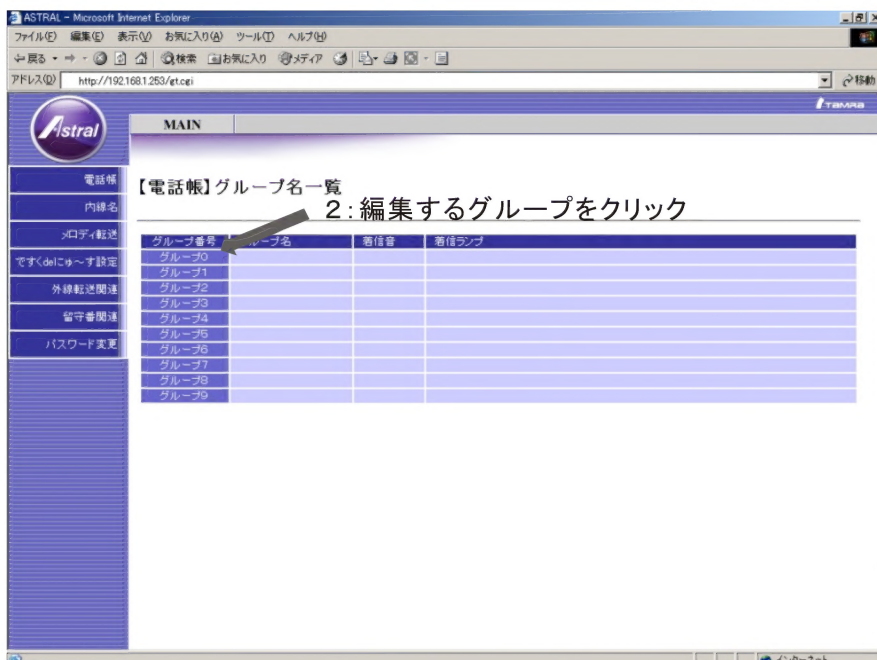 ASTRAL - Microsoft Internet Explorer
ファイル(F) 編集(E) 表示(V) お気に入り(A) ツール(T) ヘルプ(H)
戻る 検索 お気に入り メディア
アドレス(D) http://192.168.1.253/gt.cgi 移動
TAMRA
Astral
MAIN
電話帳
内線名
メロディ転送
ですくdelにゅ~す設定
外線転送関連
留守番関連
パスワード変更
【電話帳】グループ名一覧
2:編集するグループをクリック
グループ番号 グループ名 着信音 着信ランプ
グループ0
グループ1
グループ2
グループ3
グループ4
グループ5
グループ6
グループ7
グループ8
グループ9
インターネット